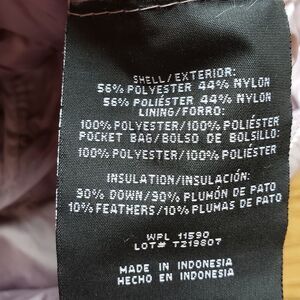 SHELL/EXTERIOR:
56% POLYESTER 44% NYLON
56% POLIÉSTER 44% NYLON
LINING/FORRO:
100% POLYESTER/100% POLIÉSTER
POCKET BAG/BOLSO DE BOLSILLO:
100% POLYESTER/100% POLIÉSTER
INSULATION/INSULACIÓN:
90% DOWN/90% PLUMÓN DE PATO
10% FEATHERS/10% PLUMAS DE PATO
WPL 11590
LOT# T219807
MADE IN INDONESIA
HECHO EN INDONESIA